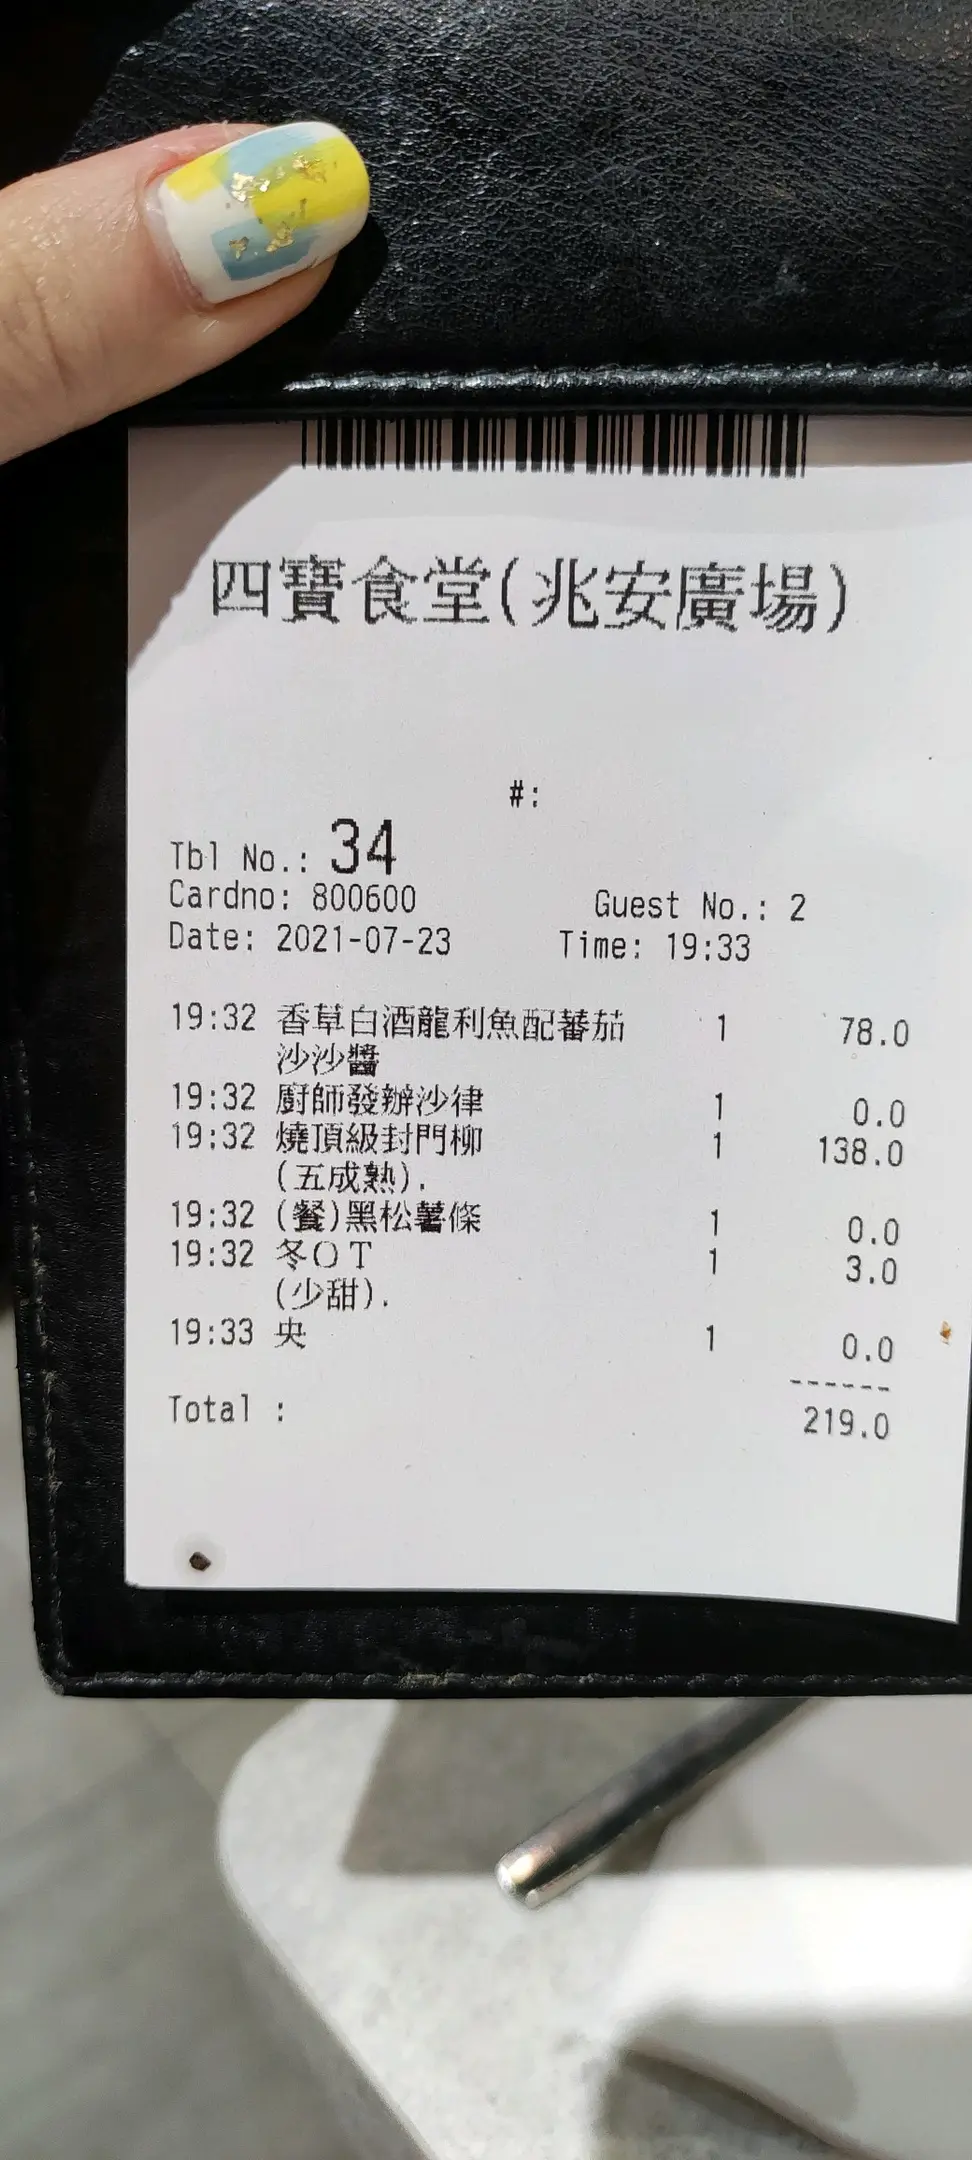 四寶食堂(兆安廣場)
#:
Tbl No.: 34
Cardno: 800600 Guest No.: 2
Date: 2021-07-23 Time: 19:33
19:32 香草白酒龍利魚配蕃茄 1 78.0
沙沙醬
19:32 廚師發辦沙律 1 0.0
19:32 燒頂級封門柳 1 138.0
(五成熟).
19:32 (餐)黑松薯條 1 0.0
19:32 冬OT 1 3.0
(少甜).
19:33 央 1 0.0
------
Total : 219.0